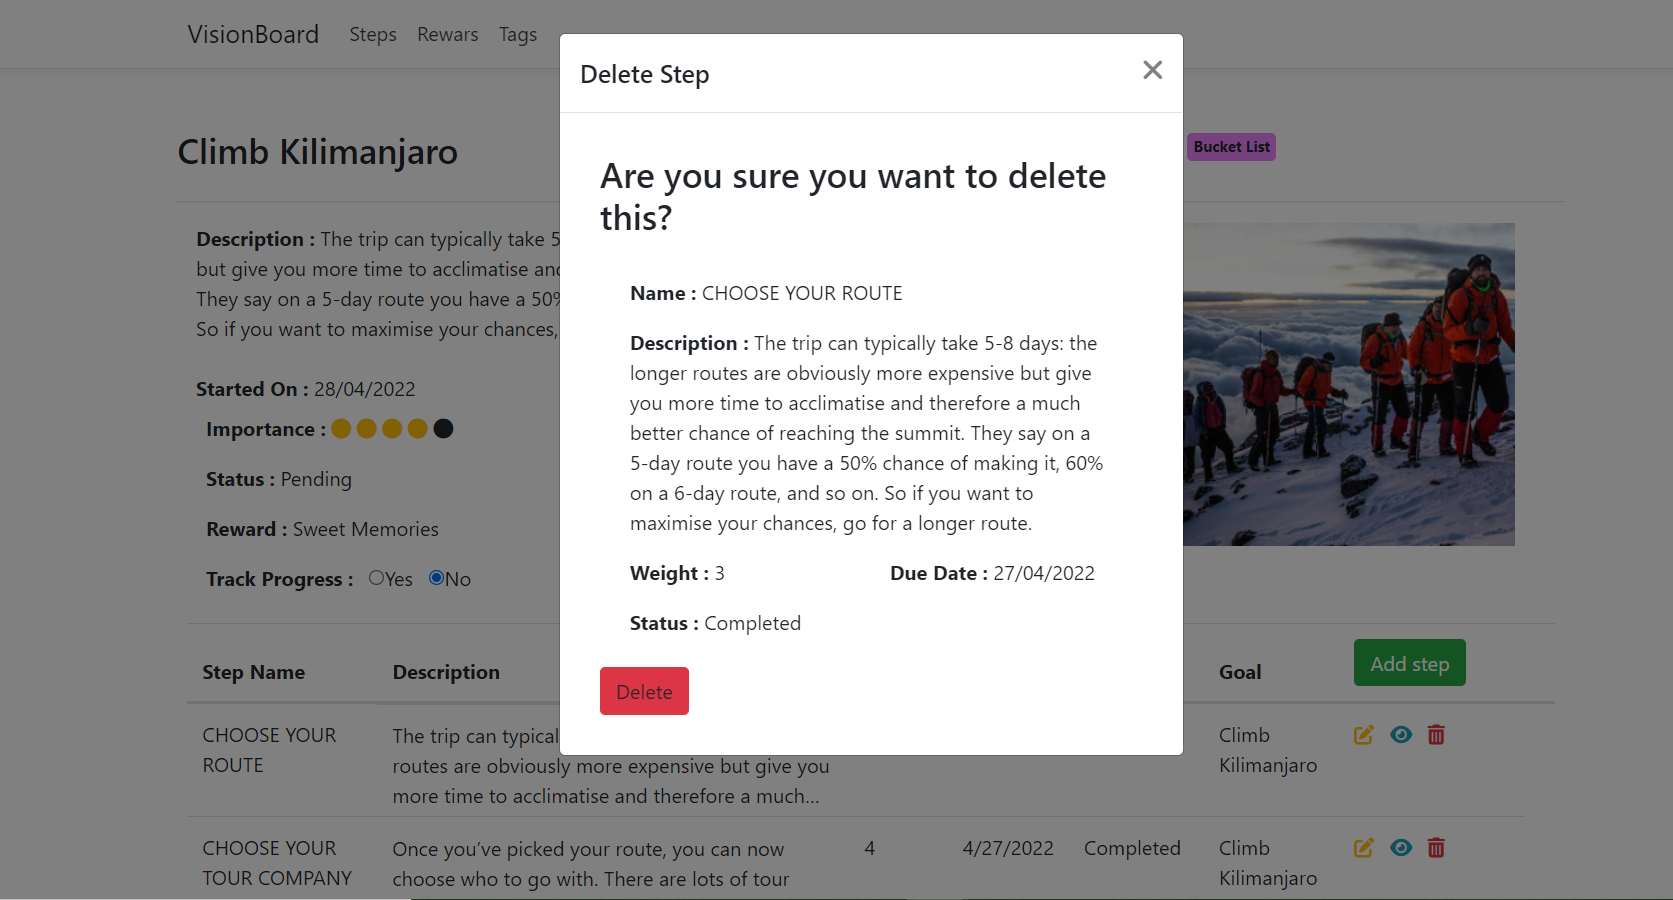 VisionBoard Steps Rewars Tags
Delete Step
Climb Kilimanjaro
Bucket List
Are you sure you want to delete
this?
Description : The trip can typically take 5
but give you more time to acclimatise and
They say on a 5-day route you have a 50%
So if you want to maximise your chances,
Started On : 28/04/2022
Importance :
Status : Pending
Reward : Sweet Memories
Track Progress : Yes No
Name : CHOOSE YOUR ROUTE
Description : The trip can typically take 5-8 days: the
longer routes are obviously more expensive but give
you more time to acclimatise and therefore a much
better chance of reaching the summit. They say on a
5-day route you have a 50% chance of making it, 60%
on a 6-day route, and so on. So if you want to
maximise your chances, go for a longer route.
Weight : 3 Due Date : 27/04/2022
Status : Completed
Delete
Step Name Description Goal Add step
CHOOSE YOUR
ROUTE
The trip can typical
routes are obviously more expensive but give you
more time to acclimatise and therefore a much...
Climb
Kilimanjaro
CHOOSE YOUR
TOUR COMPANY
Once you've picked your route, you can now
choose who to go with. There are lots of tour
4 4/27/2022 Completed
Climb
Kilimanjaro